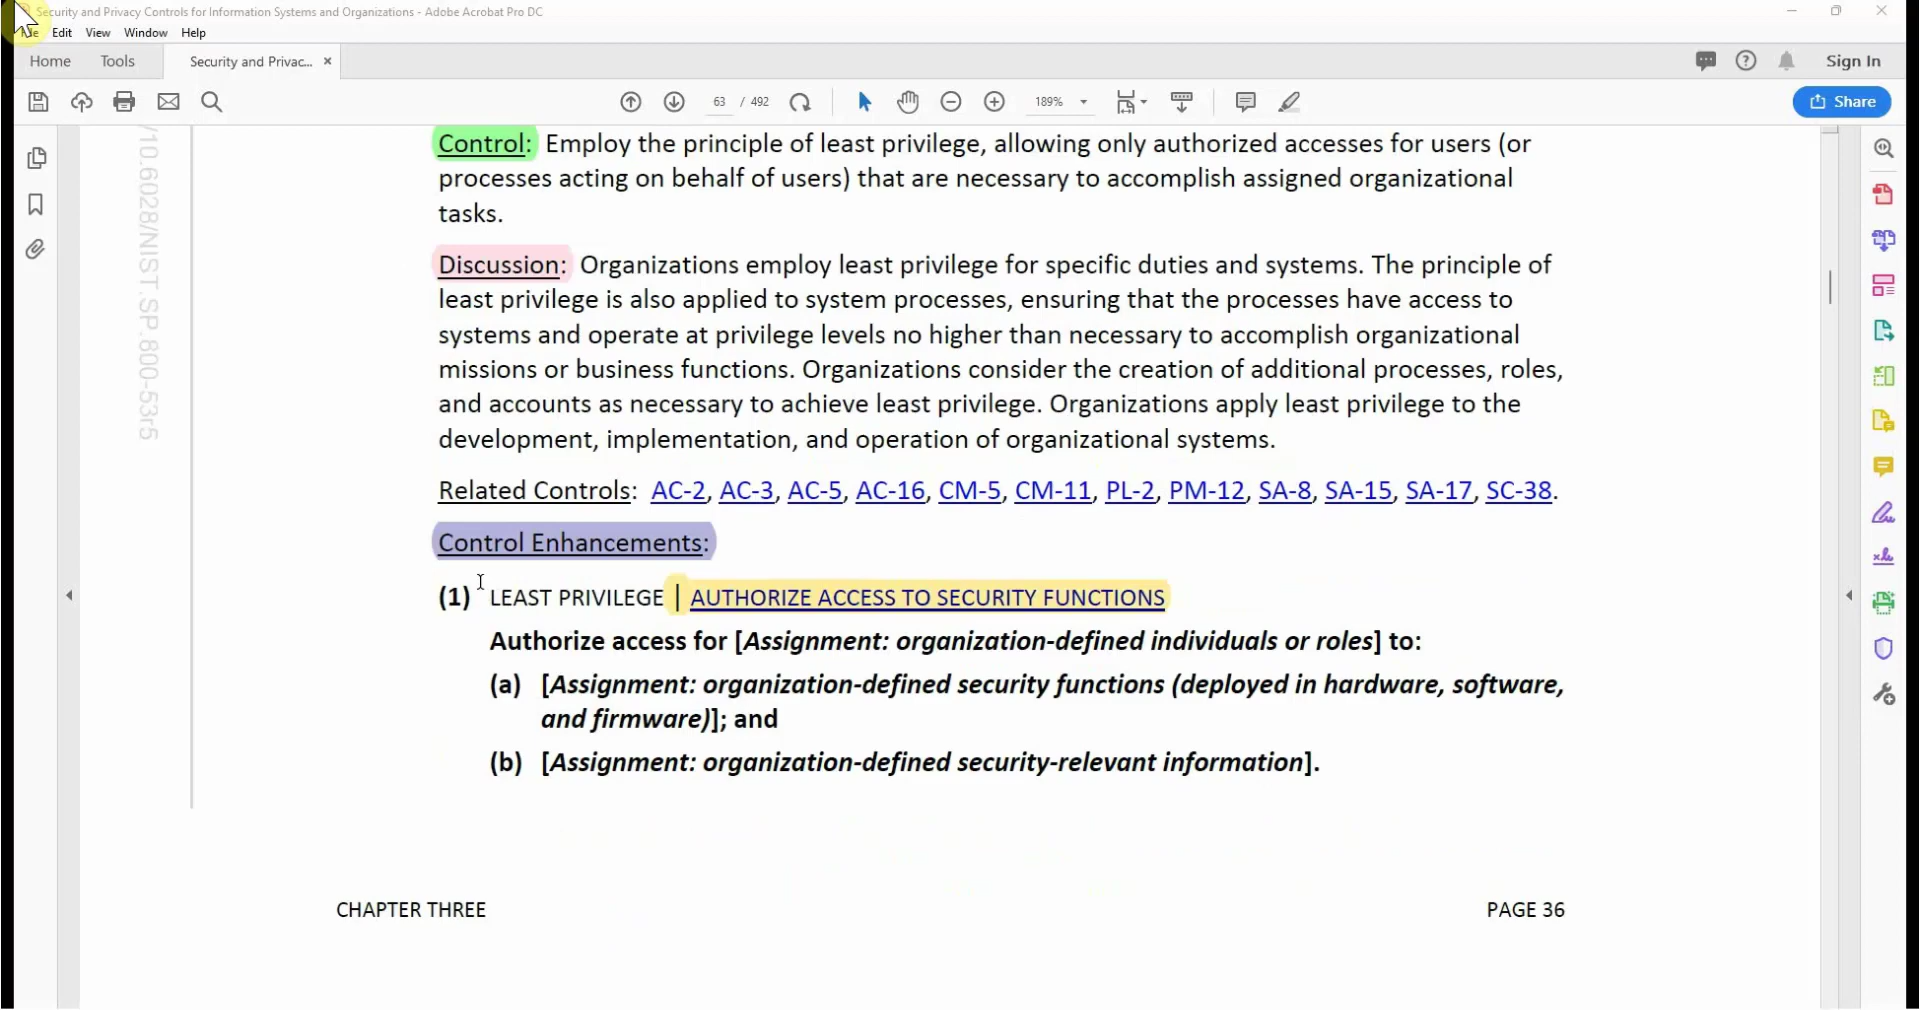 Security and Privacy Controls for Information Systems and Organizations - Adobe Acrobat Pro DC
File Edit View Window Help
Home Tools Security and Privac... × Sign In
63 / 492 189% Share
/10.6028/NIST.SP.800-53r5
Control: Employ the principle of least privilege, allowing only authorized accesses for users (or
processes acting on behalf of users) that are necessary to accomplish assigned organizational
tasks.
Discussion: Organizations employ least privilege for specific duties and systems. The principle of
least privilege is also applied to system processes, ensuring that the processes have access to
systems and operate at privilege levels no higher than necessary to accomplish organizational
missions or business functions. Organizations consider the creation of additional processes, roles,
and accounts as necessary to achieve least privilege. Organizations apply least privilege to the
development, implementation, and operation of organizational systems.
Related Controls: AC-2, AC-3, AC-5, AC-16, CM-5, CM-11, PL-2, PM-12, SA-8, SA-15, SA-17, SC-38.
Control Enhancements:
(1) LEAST PRIVILEGE | AUTHORIZE ACCESS TO SECURITY FUNCTIONS
Authorize access for [Assignment: organization-defined individuals or roles] to:
(a) [Assignment: organization-defined security functions (deployed in hardware, software,
and firmware)]; and
(b) [Assignment: organization-defined security-relevant information].
CHAPTER THREE PAGE 36